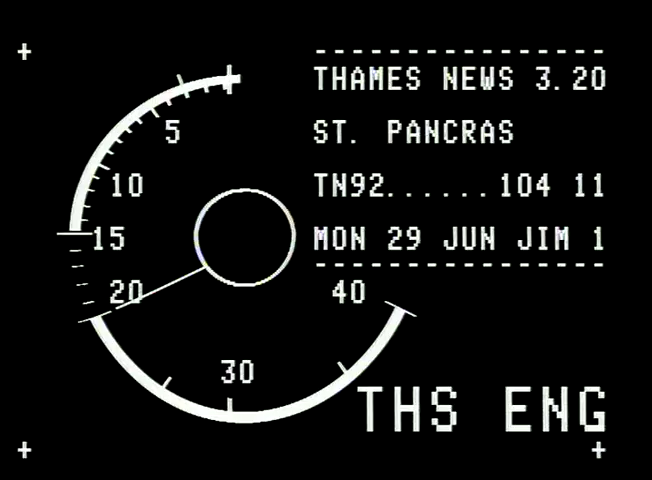 THAMES NEWS 3.20
ST. PANCRAS
TN92......104 11
MON 29 JUN JIM 1
5
10
15
20
30
40
THS ENG